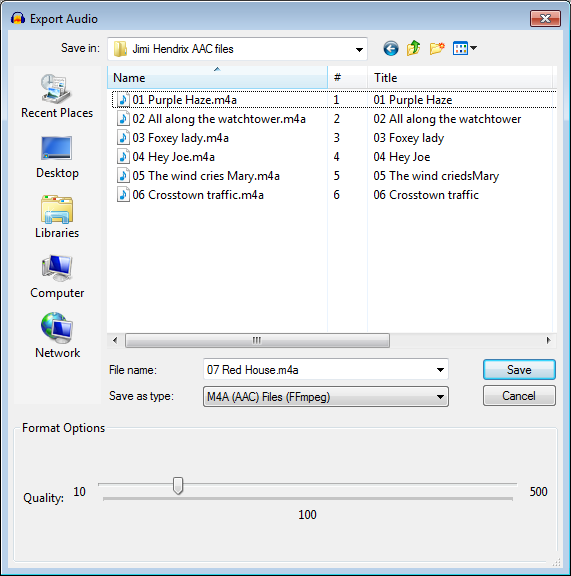 Export Audio
Save in: Jimi Hendrix AAC files
Name # Title
01 Purple Haze.m4a 1 01 Purple Haze
02 All along the watchtower.m4a 2 02 All along the watchtower
03 Foxey lady.m4a 3 03 Foxey lady
04 Hey Joe.m4a 4 04 Hey Joe
05 The wind cries Mary.m4a 5 05 The wind criedsMary
06 Crosstown traffic.m4a 6 06 Crosstown traffic
Recent Places
Desktop
Libraries
Computer
Network
File name: 07 Red House.m4a Save
Save as type: M4A (AAC) Files (FFmpeg) Cancel
Format Options
Quality: 10 500
100